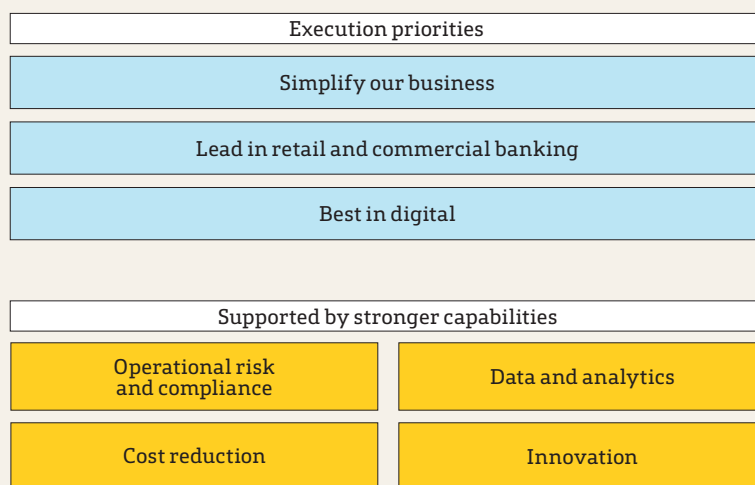 Execution priorities
Simplify our business
Lead in retail and commercial banking
Best in digital
Supported by stronger capabilities
Operational risk
and compliance
Data and analytics
Cost reduction
Innovation